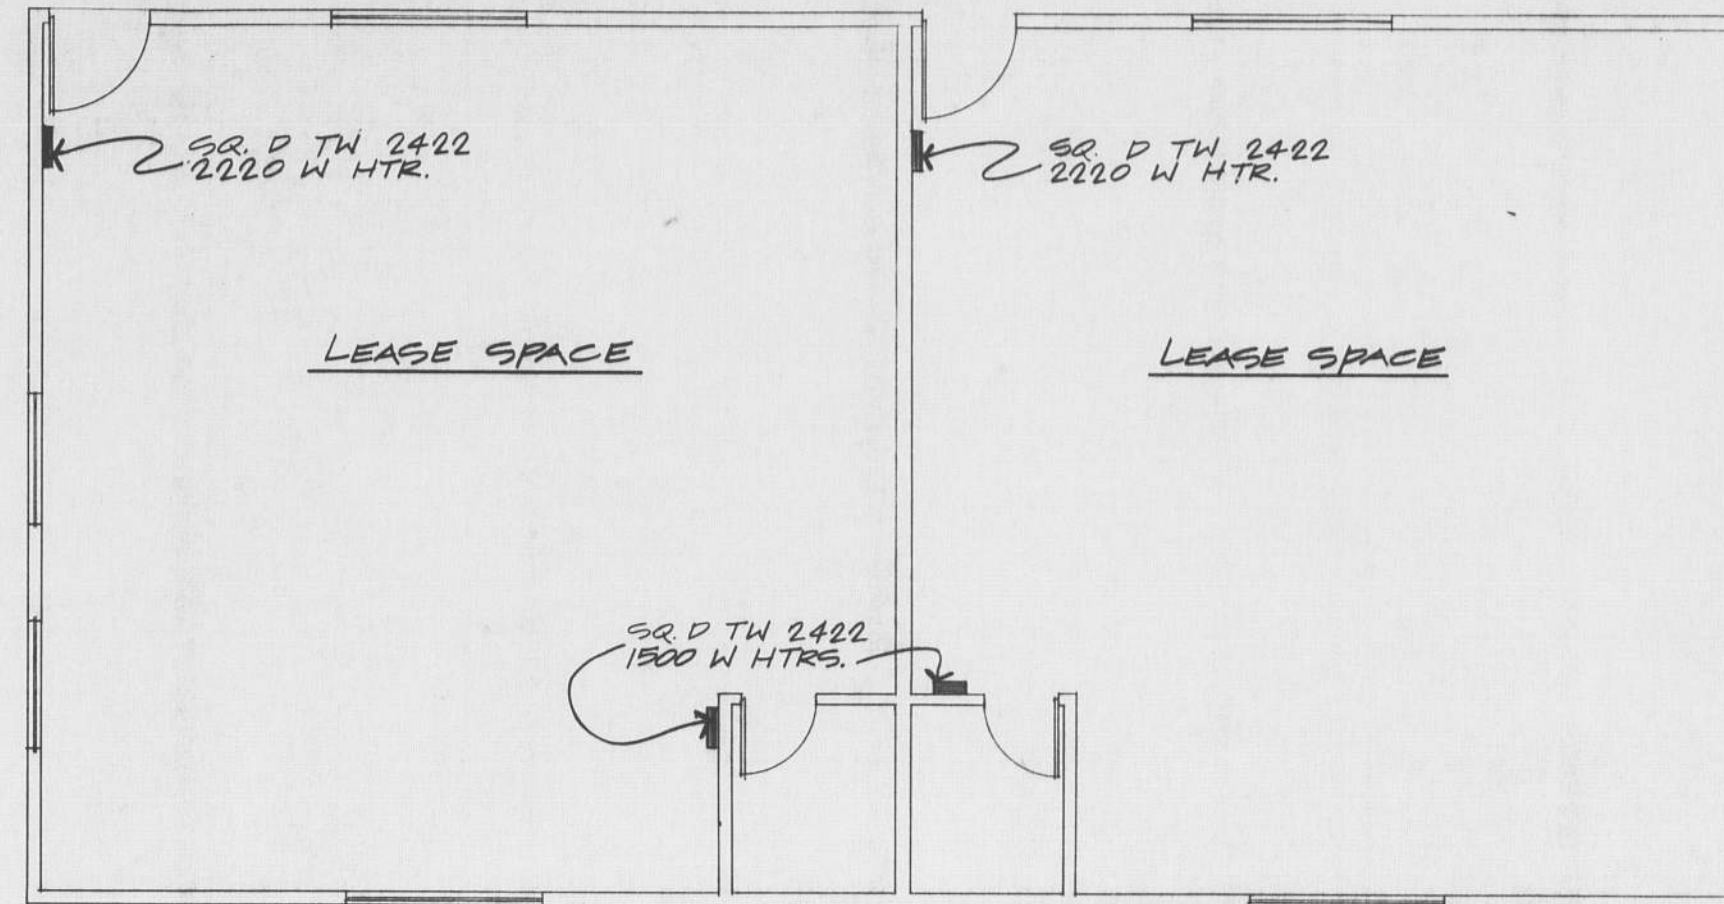 SQ. D TW 2422
2220 W HTR.
SQ. D TW 2422
2220 W HTR.
LEASE SPACE
LEASE SPACE
SQ. D TW 2422
1500 W HTRS.